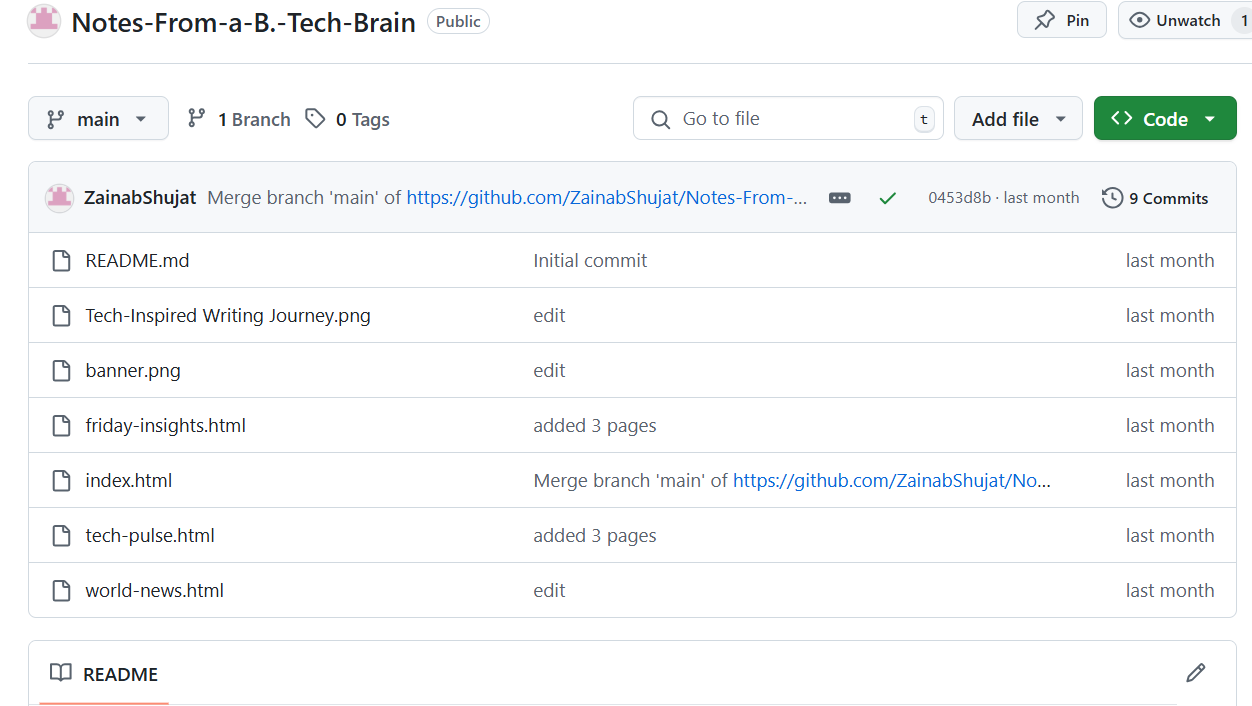 Notes-From-a-B.-Tech-Brain Public Pin Unwatch 1
main 1 Branch 0 Tags Go to file t Add file <> Code
ZainabShujat Merge branch 'main' of https://github.com/ZainabShujat/Notes-From-... 0453d8b · last month 9 Commits
README.md Initial commit last month
Tech-Inspired Writing Journey.png edit last month
banner.png edit last month
friday-insights.html added 3 pages last month
index.html Merge branch 'main' of https://github.com/ZainabShujat/No... last month
tech-pulse.html added 3 pages last month
world-news.html edit last month
README